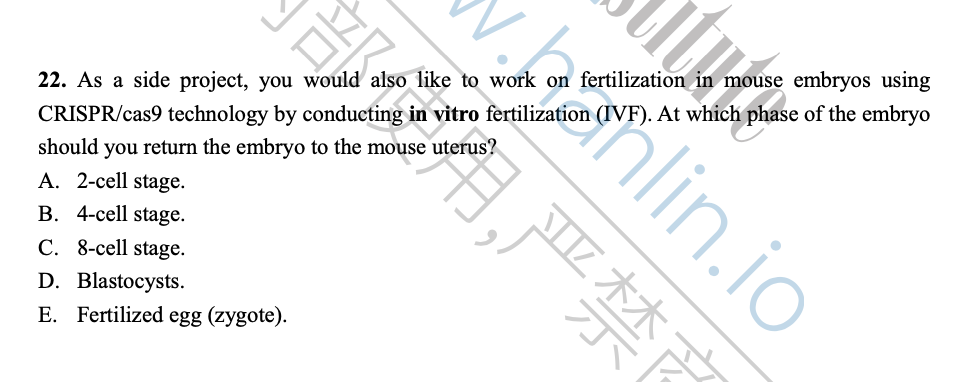 22. As a side project, you would also like to work on fertilization in mouse embryos using
CRISPR/cas9 technology by conducting in vitro fertilization (IVF). At which phase of the embryo
should you return the embryo to the mouse uterus?
A. 2-cell stage.
B. 4-cell stage.
C. 8-cell stage.
D. Blastocysts.
E. Fertilized egg (zygote).
w.hanlin.io
部使用,严禁